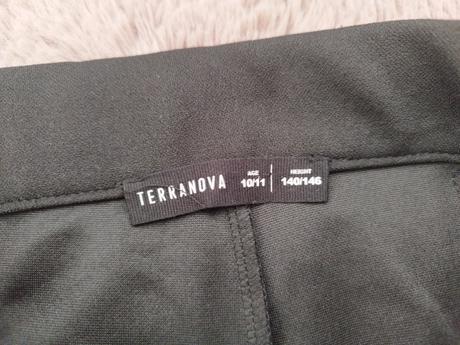 TERRANOVA
AGE
10/11
HEIGHT
140/146